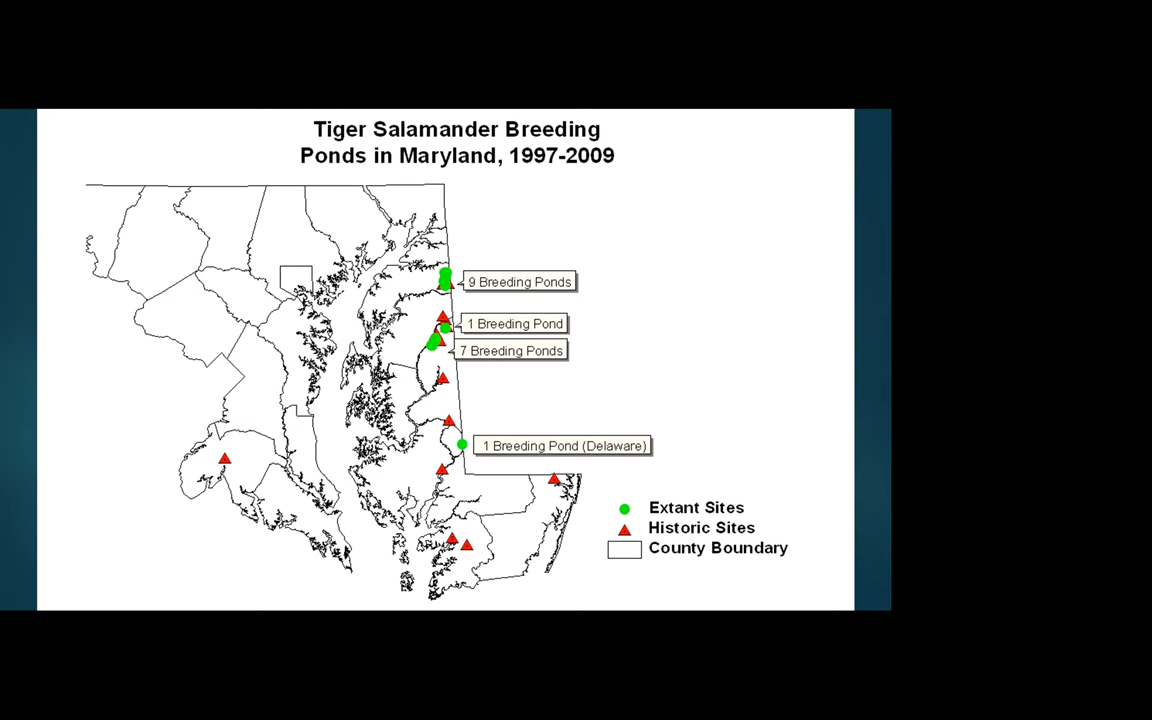 Tiger Salamander Breeding
Ponds in Maryland, 1997-2009
9 Breeding Ponds
1 Breeding Pond
7 Breeding Ponds
1 Breeding Pond (Delaware)
Extant Sites
Historic Sites
County Boundary